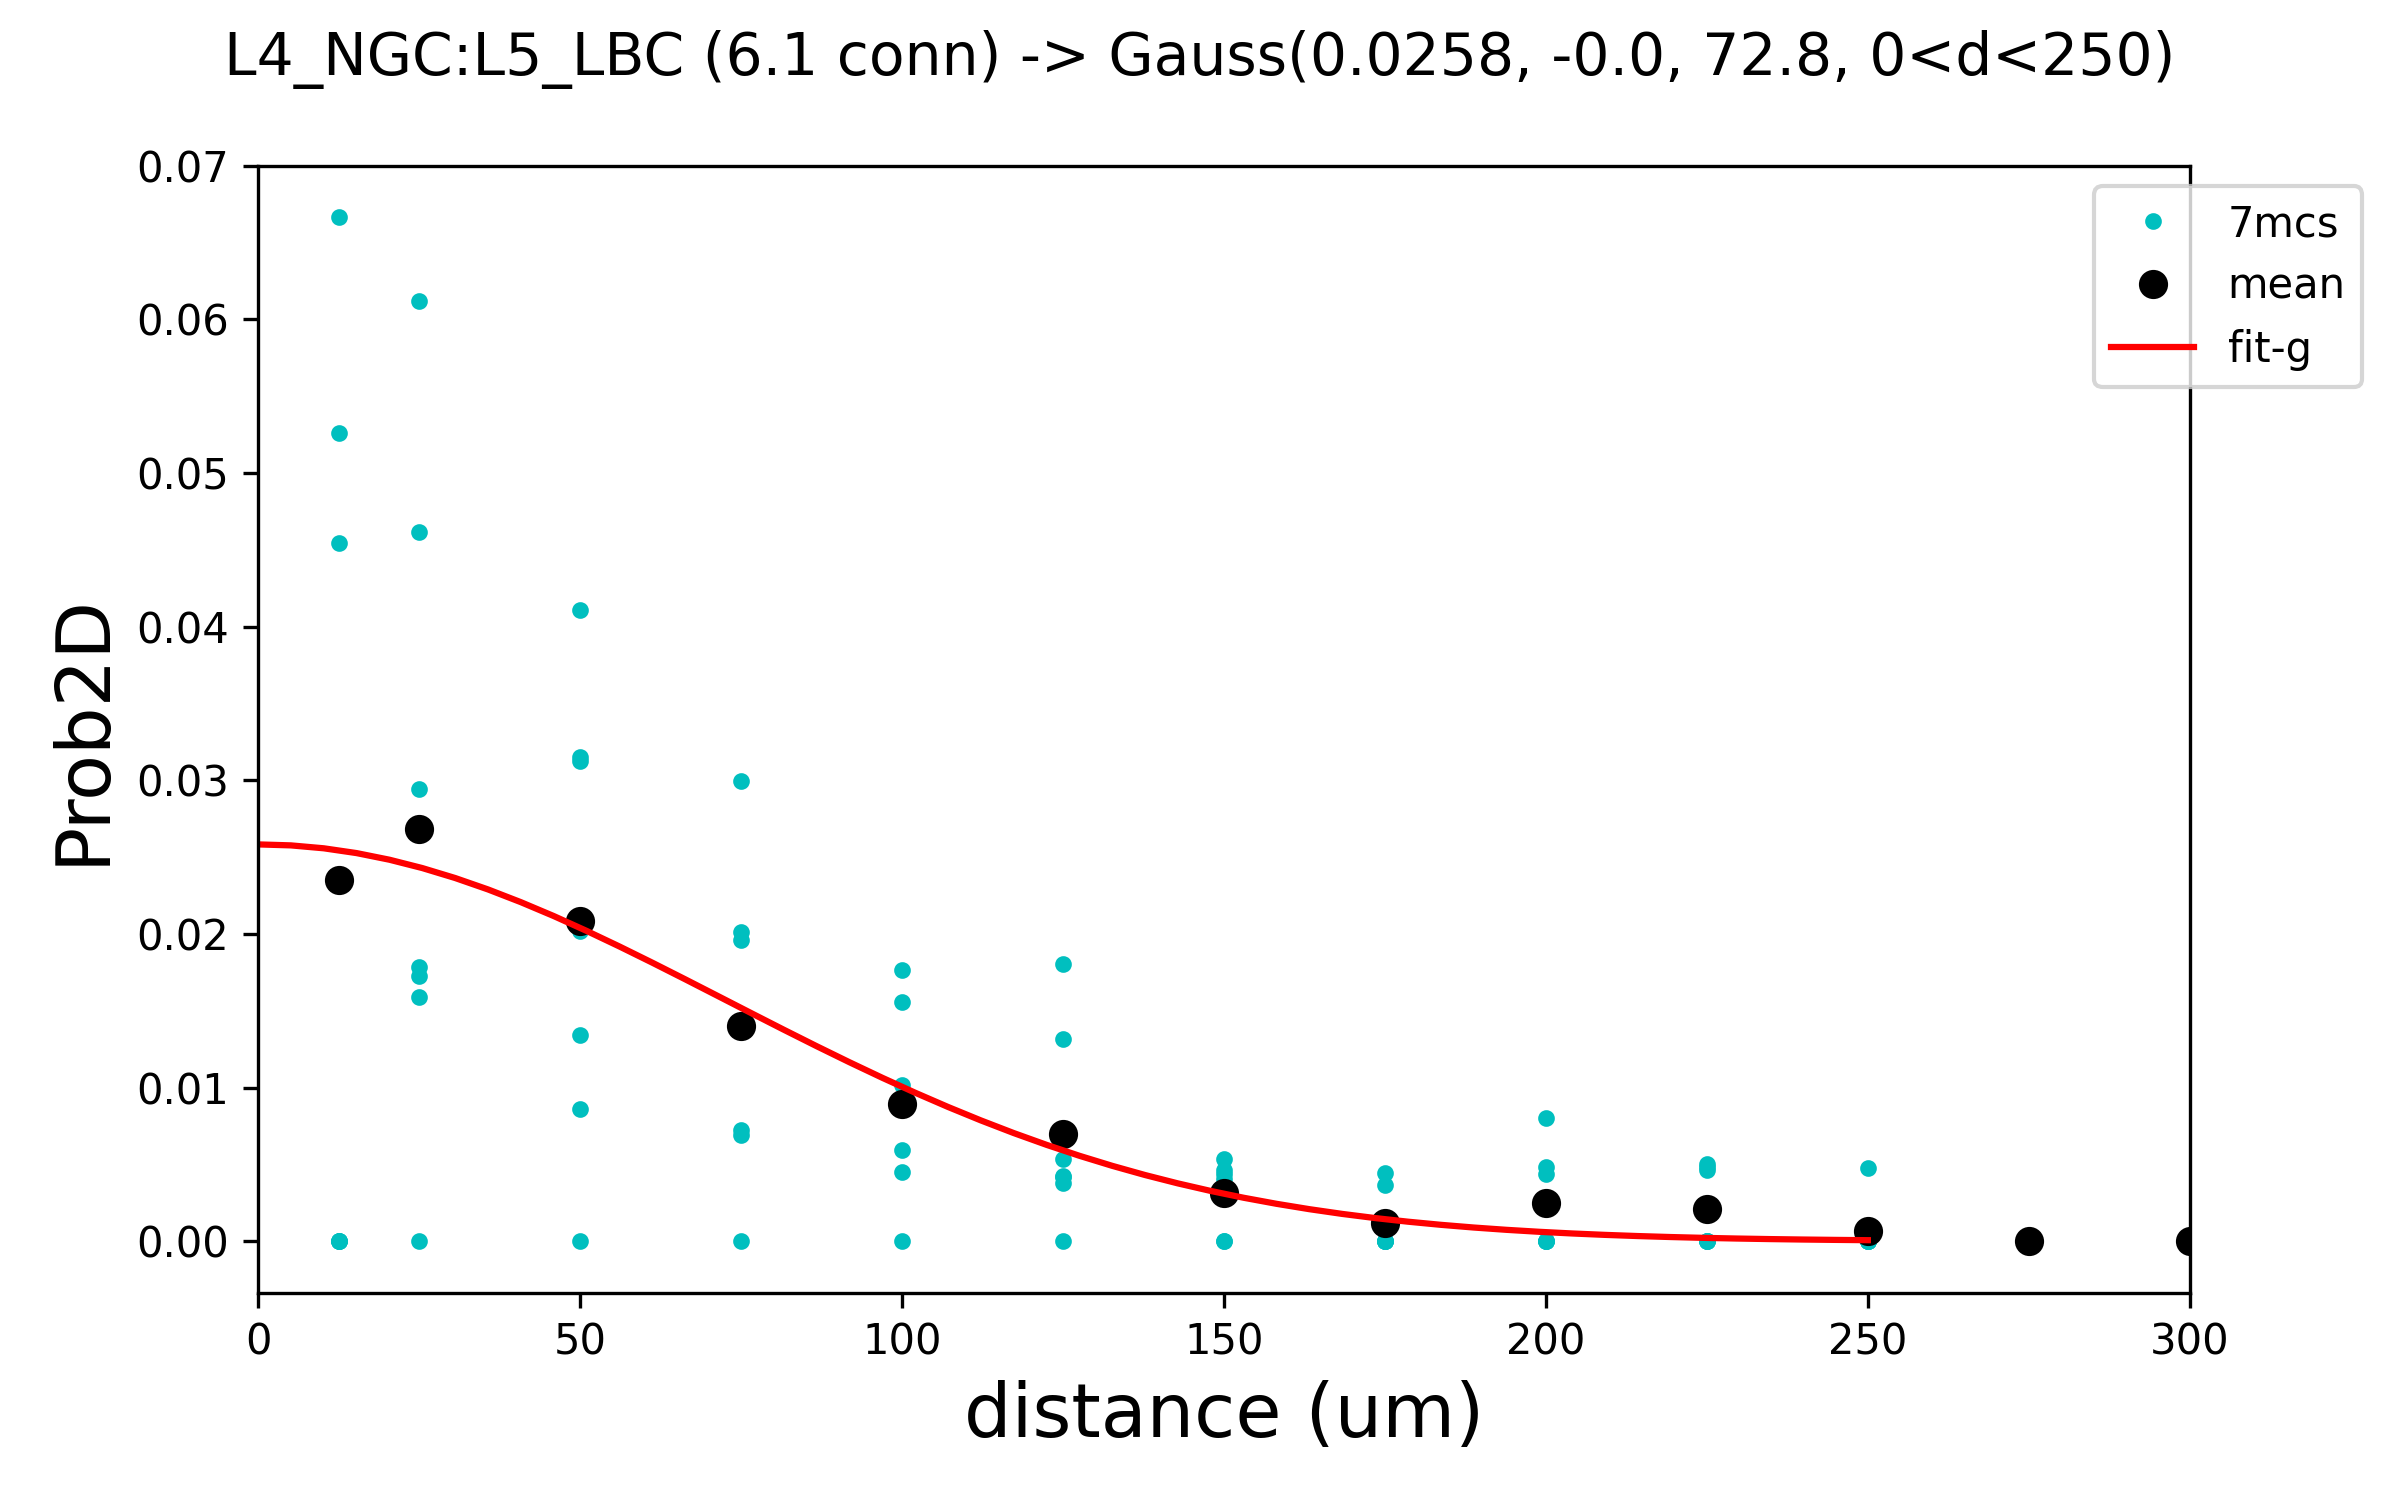 L4_NGC:L5_LBC (6.1 conn) -> Gauss(0.0258, -0.0, 72.8, 0<d<250)
7mcs
mean
fit-g
Prob2D
0.07
0.06
0.05
0.04
0.03
0.02
0.01
0.00
0 50 100 150 200 250 300
distance (um)